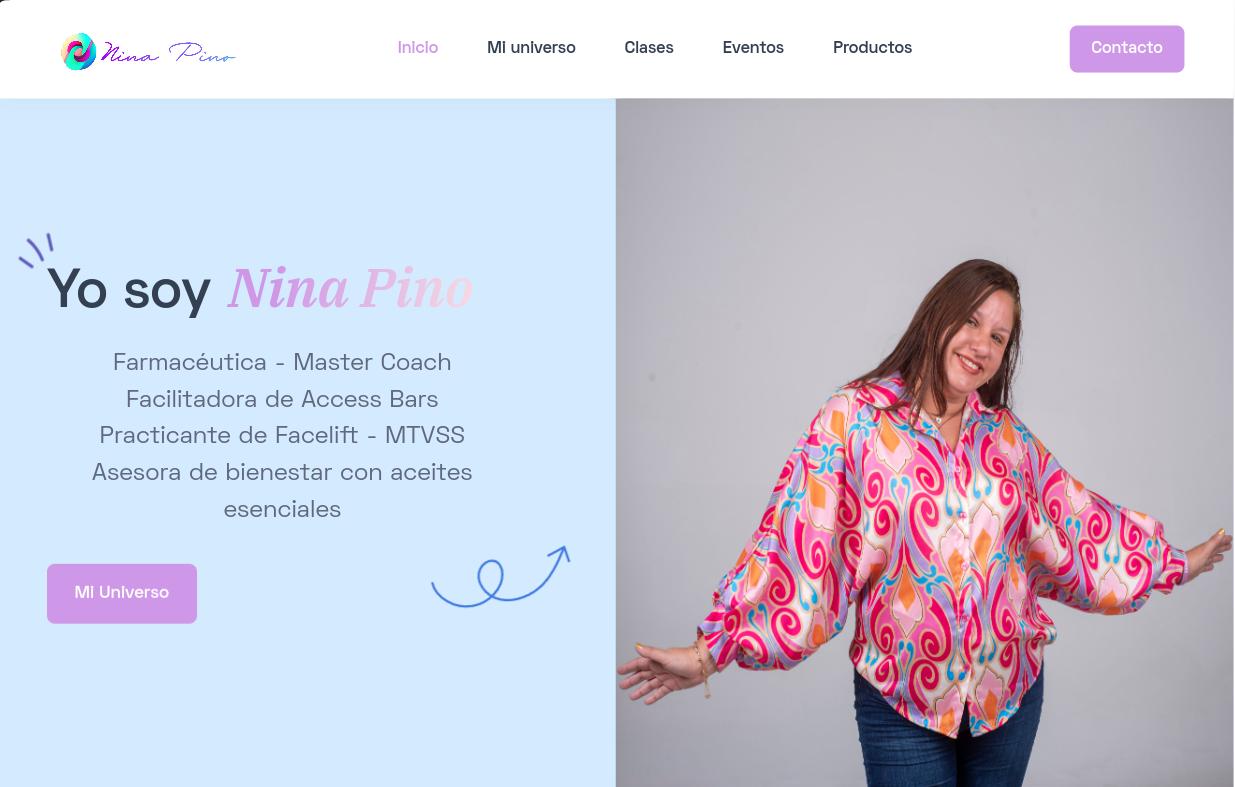 Nina Pino
Inicio
Mi universo
Clases
Eventos
Productos
Contacto
Yo soy Nina Pino
Farmacéutica - Master Coach
Facilitadora de Access Bars
Practicante de Facelift - MTVSS
Asesora de bienestar con aceites
esenciales
Mi Universo